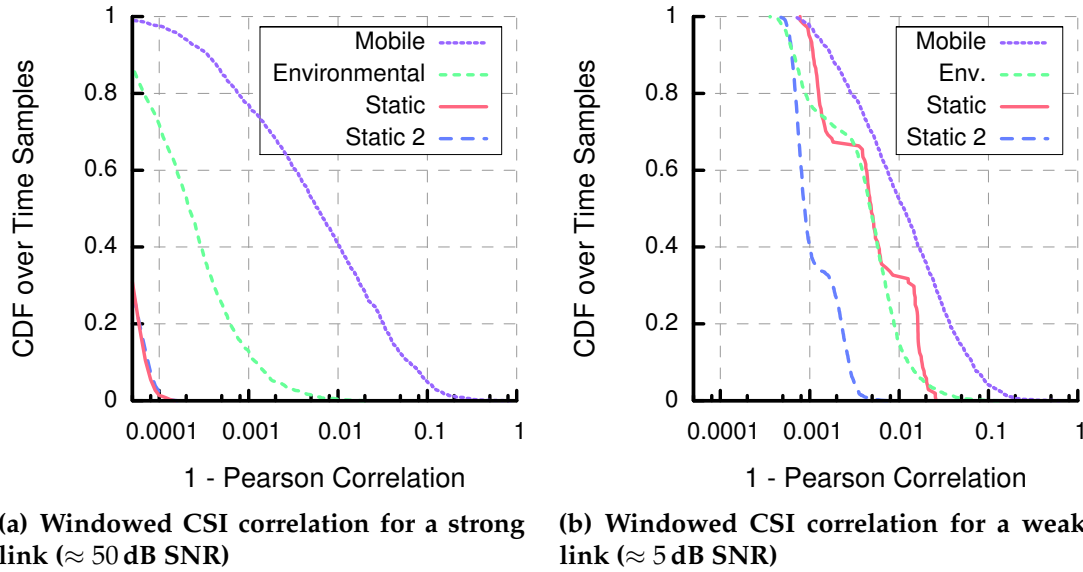 CDF over Time Samples
1
0.8
0.6
0.4
0.2
0
0.0001
0.001
0.01
0.1
1
1 - Pearson Correlation
Mobile
Environmental
Static
Static 2
(a) Windowed CSI correlation for a strong
link (≈ 50 dB SNR)
CDF over Time Samples
1
0.8
0.6
0.4
0.2
0
0.0001
0.001
0.01
0.1
1
1 - Pearson Correlation
Mobile
Env.
Static
Static 2
(b) Windowed CSI correlation for a weak
link (≈ 5 dB SNR)